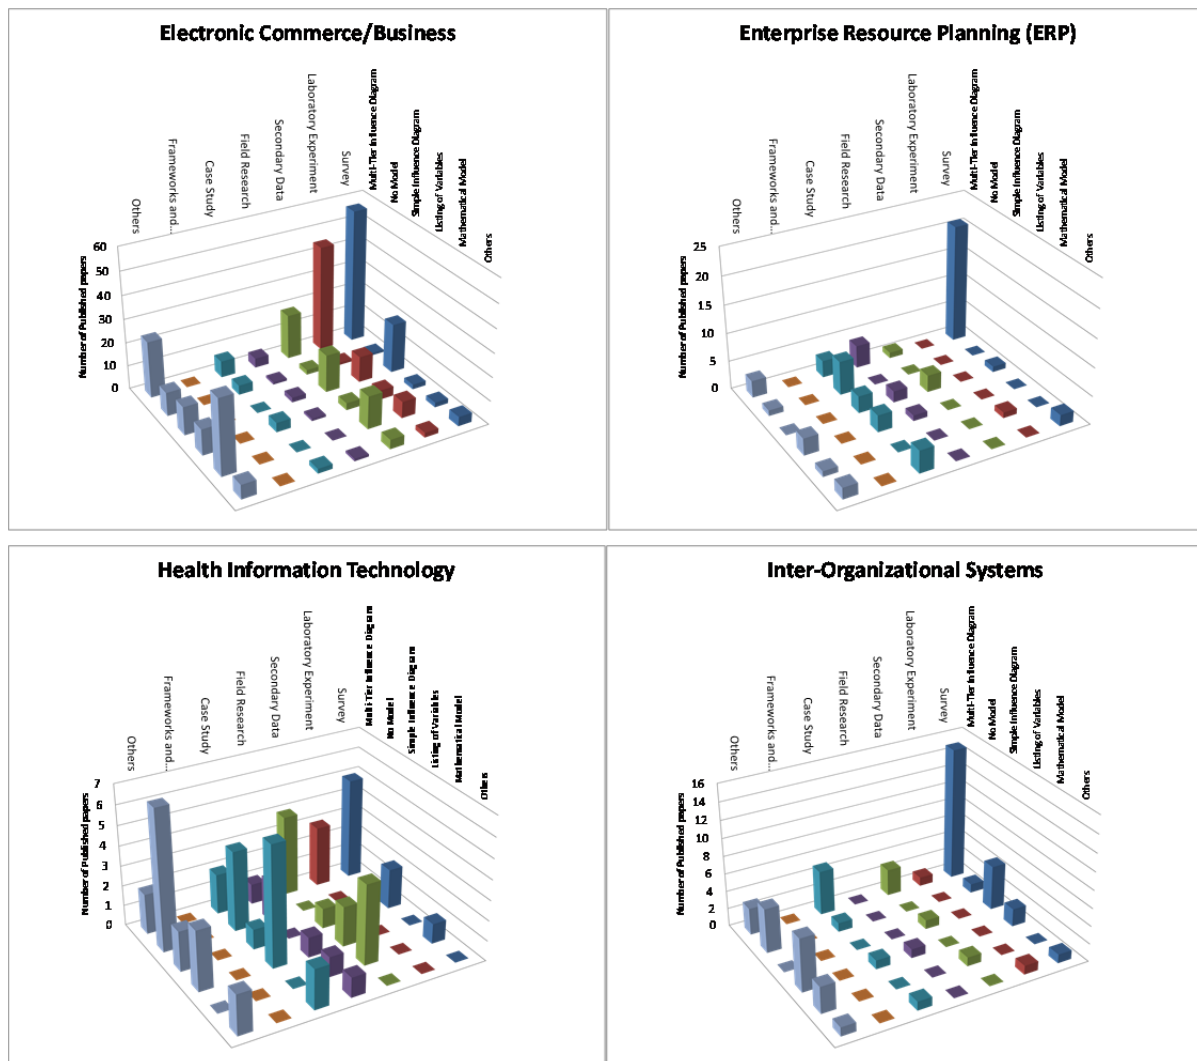 Electronic Commerce/Business
Others
Frameworks and...
Case Study
Field Research
Secondary Data
Laboratory Experiment
Survey
Multi-Tier Influence Diagram
No Model
Simple Influence Diagram
Listing of Variables
Mathematical Model
Others
Number of Published papers
60
50
40
30
20
10
0
Enterprise Resource Planning (ERP)
Others
Frameworks and...
Case Study
Field Research
Secondary Data
Laboratory Experiment
Survey
Multi-Tier Influence Diagram
No Model
Simple Influence Diagram
Listing of Variables
Mathematical Model
Others
Number of Published papers
25
20
15
10
5
0
Health Information Technology
Others
Frameworks and...
Case Study
Field Research
Secondary Data
Laboratory Experiment
Survey
Multi-Tier Influence Diagram
No Model
Simple Influence Diagram
Listing of Variables
Mathematical Model
Others
Number of Published papers
7
6
5
4
3
2
1
0
Inter-Organizational Systems
Others
Frameworks and...
Case Study
Field Research
Secondary Data
Laboratory Experiment
Survey
Multi-Tier Influence Diagram
No Model
Simple Influence Diagram
Listing of Variables
Mathematical Model
Others
Number of Published papers
16
14
12
10
8
6
4
2
0